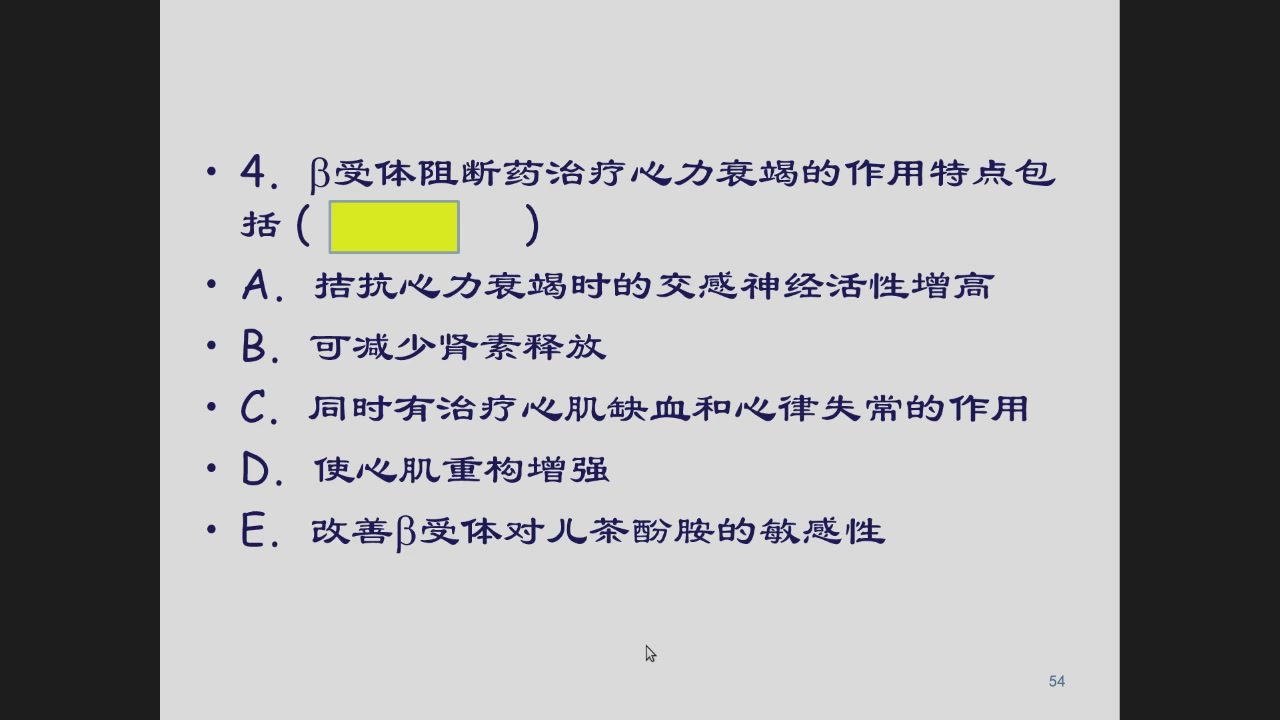 • 4. β受体阻断药治疗心力衰竭的作用特点包
括（ ）
• A. 拮抗心力衰竭时的交感神经活性增高
• B. 可减少肾素释放
• C. 同时有治疗心肌缺血和心律失常的作用
• D. 使心肌重构增强
• E. 改善β受体对儿茶酚胺的敏感性
54